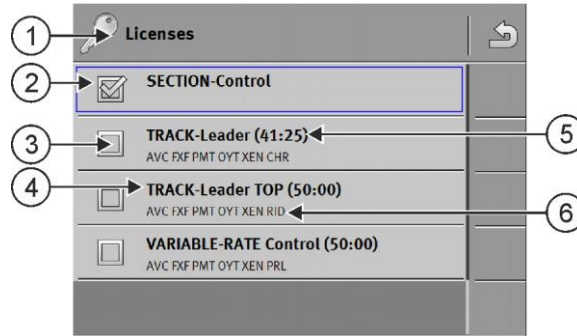 1
Licenses
2
SECTION-Control
3
TRACK-Leader (41:25)
5
AVC FXF PMT OYT XEN CHR
4
TRACK-Leader TOP (50:00)
AVC FXF PMT OYT XEN RID
6
VARIABLE-RATE Control (50:00)
AVC FXF PMT OYT XEN PRL